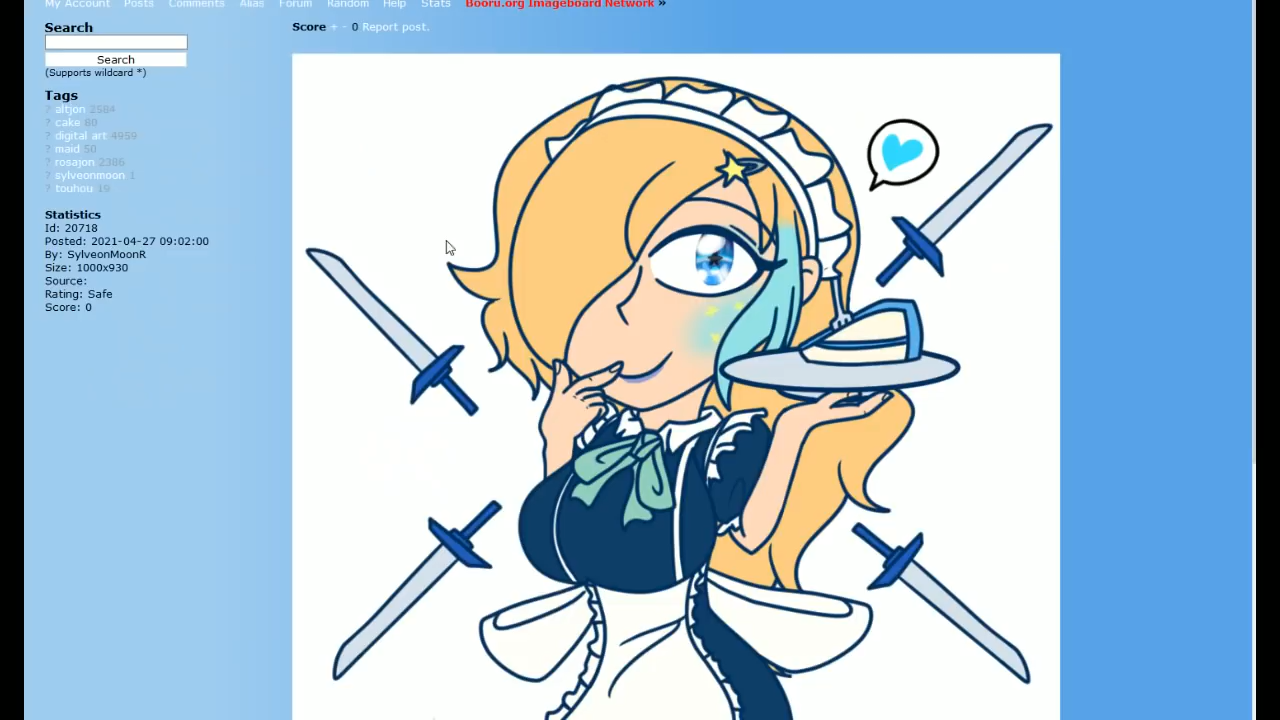 My Account Posts Comments Alias Forum Random Help Stats Booru.org Imageboard Network »
Search
Search
(Supports wildcard *)
Tags
? altjon 2584
? cake 80
? digital art 4959
? maid 50
? rosajon 2386
? sylveonmoon 1
? touhou 19
Statistics
Id: 20718
Posted: 2021-04-27 09:02:00
By: SylveonMoonR
Size: 1000x930
Source:
Rating: Safe
Score: 0
Score + - 0 Report post.